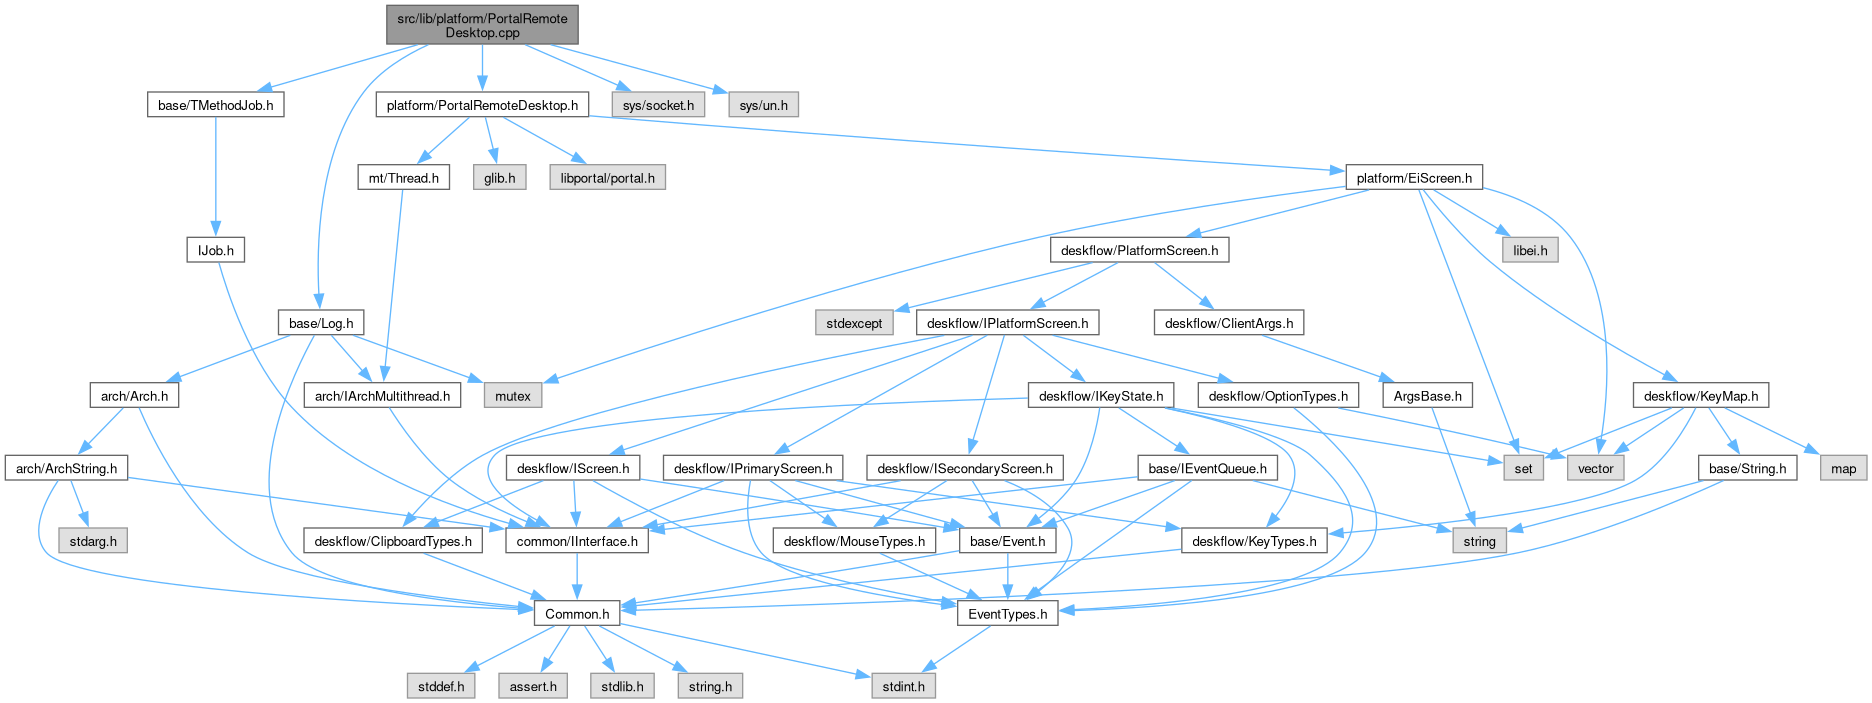 src/lib/platform/PortalRemote
Desktop.cpp
base/TMethodJob.h
platform/PortalRemoteDesktop.h
sys/socket.h
sys/un.h
mt/Thread.h
glib.h
libportal/portal.h
platform/EiScreen.h
IJob.h
deskflow/PlatformScreen.h
libei.h
base/Log.h
stdexcept
deskflow/IPlatformScreen.h
deskflow/ClientArgs.h
arch/Arch.h
arch/IArchMultithread.h
mutex
deskflow/IKeyState.h
deskflow/OptionTypes.h
ArgsBase.h
deskflow/KeyMap.h
arch/ArchString.h
deskflow/IScreen.h
deskflow/IPrimaryScreen.h
deskflow/ISecondaryScreen.h
base/IEventQueue.h
set
vector
base/String.h
map
stdarg.h
deskflow/ClipboardTypes.h
common/IInterface.h
deskflow/MouseTypes.h
base/Event.h
deskflow/KeyTypes.h
string
Common.h
EventTypes.h
stddef.h
assert.h
stdlib.h
string.h
stdint.h